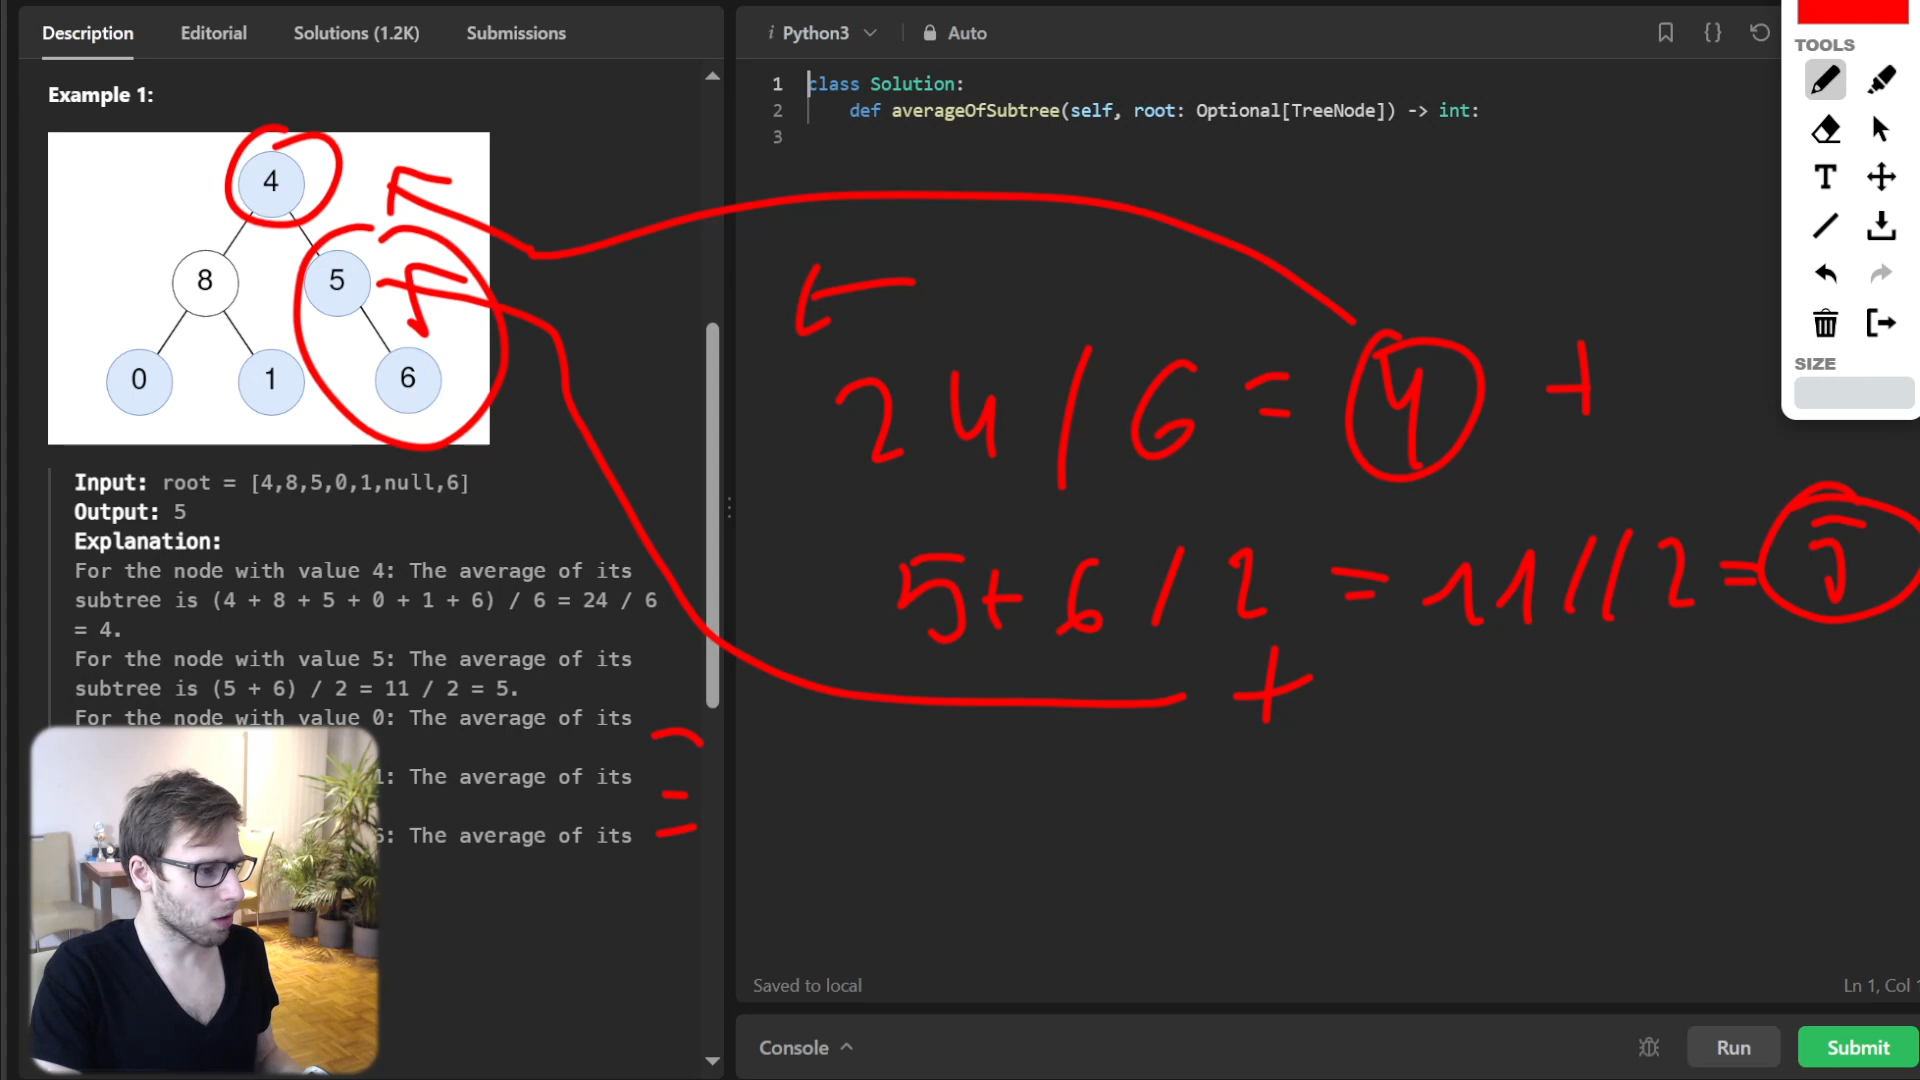 Description Editorial Solutions (1.2K) Submissions
Example 1:
4
8 5
0 1 6
Input: root = [4,8,5,0,1,null,6]
Output: 5
Explanation:
For the node with value 4: The average of its
subtree is (4 + 8 + 5 + 0 + 1 + 6) / 6 = 24 / 6
= 4.
For the node with value 5: The average of its
subtree is (5 + 6) / 2 = 11 / 2 = 5.
For the node with value 0: The average of its
1: The average of its
6: The average of its
i Python3 Auto
1 class Solution:
2 def averageOfSubtree(self, root: Optional[TreeNode]) -> int:
3
24 / 6 = 4 +
5 + 6 / 2 = 11 // 2 = 5
+
Saved to local Ln 1, Col 1
Console Run Submit
TOOLS
T
SIZE